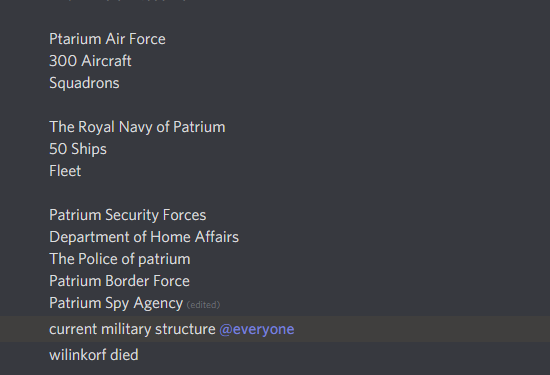 Ptarium Air Force
300 Aircraft
Squadrons
The Royal Navy of Patrium
50 Ships
Fleet
Patrium Security Forces
Department of Home Affairs
The Police of patrium
Patrium Border Force
Patrium Spy Agency (edited)
current military structure @everyone
wilinkorf died